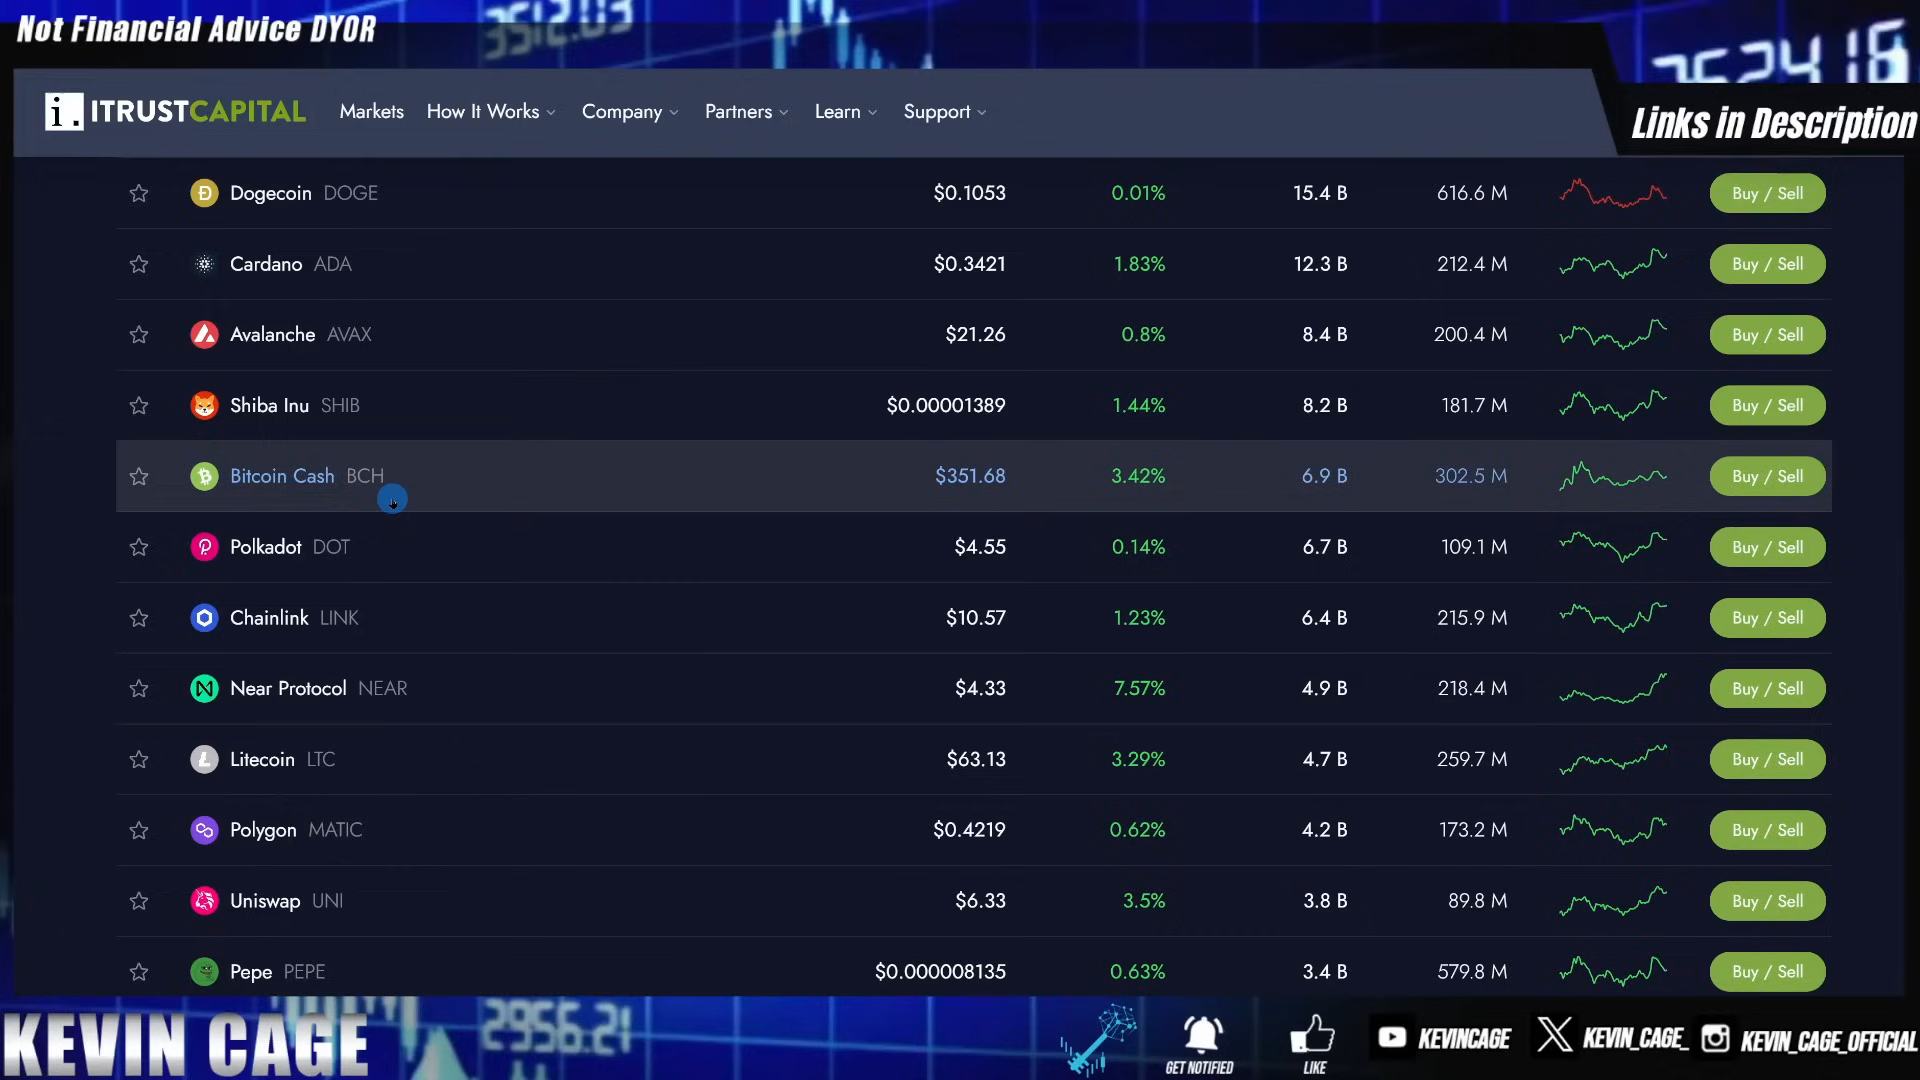 Not Financial Advice DYOR
3512.03
i. ITRUSTCAPITAL Markets How It Works Company Partners Learn Support
Links in Description
Dogecoin DOGE $0.1053 0.01% 15.4 B 616.6 M Buy / Sell
Cardano ADA $0.3421 1.83% 12.3 B 212.4 M Buy / Sell
Avalanche AVAX $21.26 0.8% 8.4 B 200.4 M Buy / Sell
Shiba Inu SHIB $0.00001389 1.44% 8.2 B 181.7 M Buy / Sell
Bitcoin Cash BCH $351.68 3.42% 6.9 B 302.5 M Buy / Sell
Polkadot DOT $4.55 0.14% 6.7 B 109.1 M Buy / Sell
Chainlink LINK $10.57 1.23% 6.4 B 215.9 M Buy / Sell
Near Protocol NEAR $4.33 7.57% 4.9 B 218.4 M Buy / Sell
Litecoin LTC $63.13 3.29% 4.7 B 259.7 M Buy / Sell
Polygon MATIC $0.4219 0.62% 4.2 B 173.2 M Buy / Sell
Uniswap UNI $6.33 3.5% 3.8 B 89.8 M Buy / Sell
Pepe PEPE $0.000008135 0.63% 3.4 B 579.8 M Buy / Sell
KEVIN CAGE
2956.21
GET NOTIFIED
LIKE
KEVINCAGE
KEVIN_CAGE_
KEVIN_CAGE_OFFICIAL